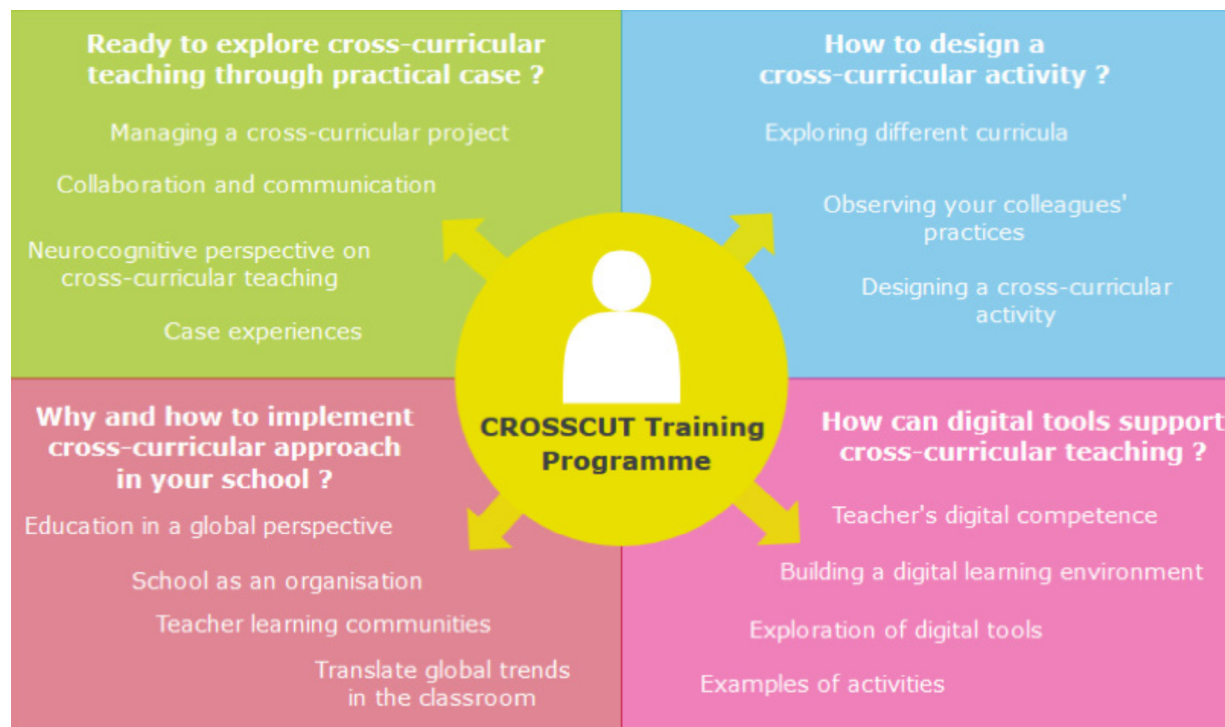 Ready to explore cross-curricular
teaching through practical case ?
Managing a cross-curricular project
Collaboration and communication
Neurocognitive perspective on
cross-curricular teaching
Case experiences
How to design a
cross-curricular activity ?
Exploring different curricula
Observing your colleagues'
practices
Designing a cross-curricular
activity
CROSSCUT Training
Programme
Why and how to implement
cross-curricular approach
in your school ?
Education in a global perspective
School as an organisation
Teacher learning communities
Translate global trends
in the classroom
How can digital tools support
cross-curricular teaching ?
Teacher's digital competence
Building a digital learning environment
Exploration of digital tools
Examples of activities